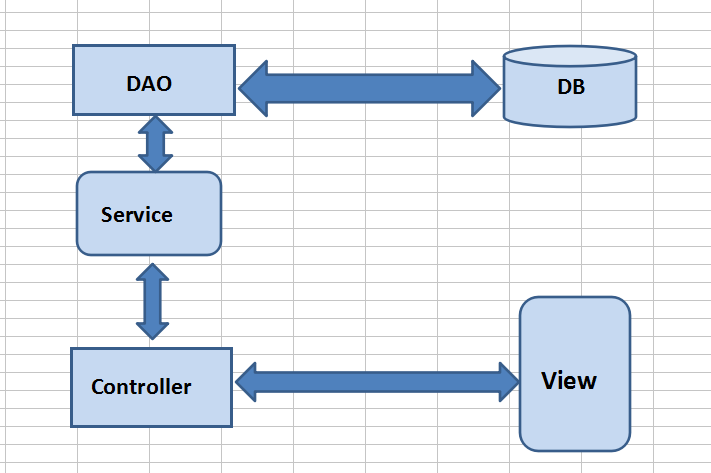 DAO
DB
Service
Controller
View